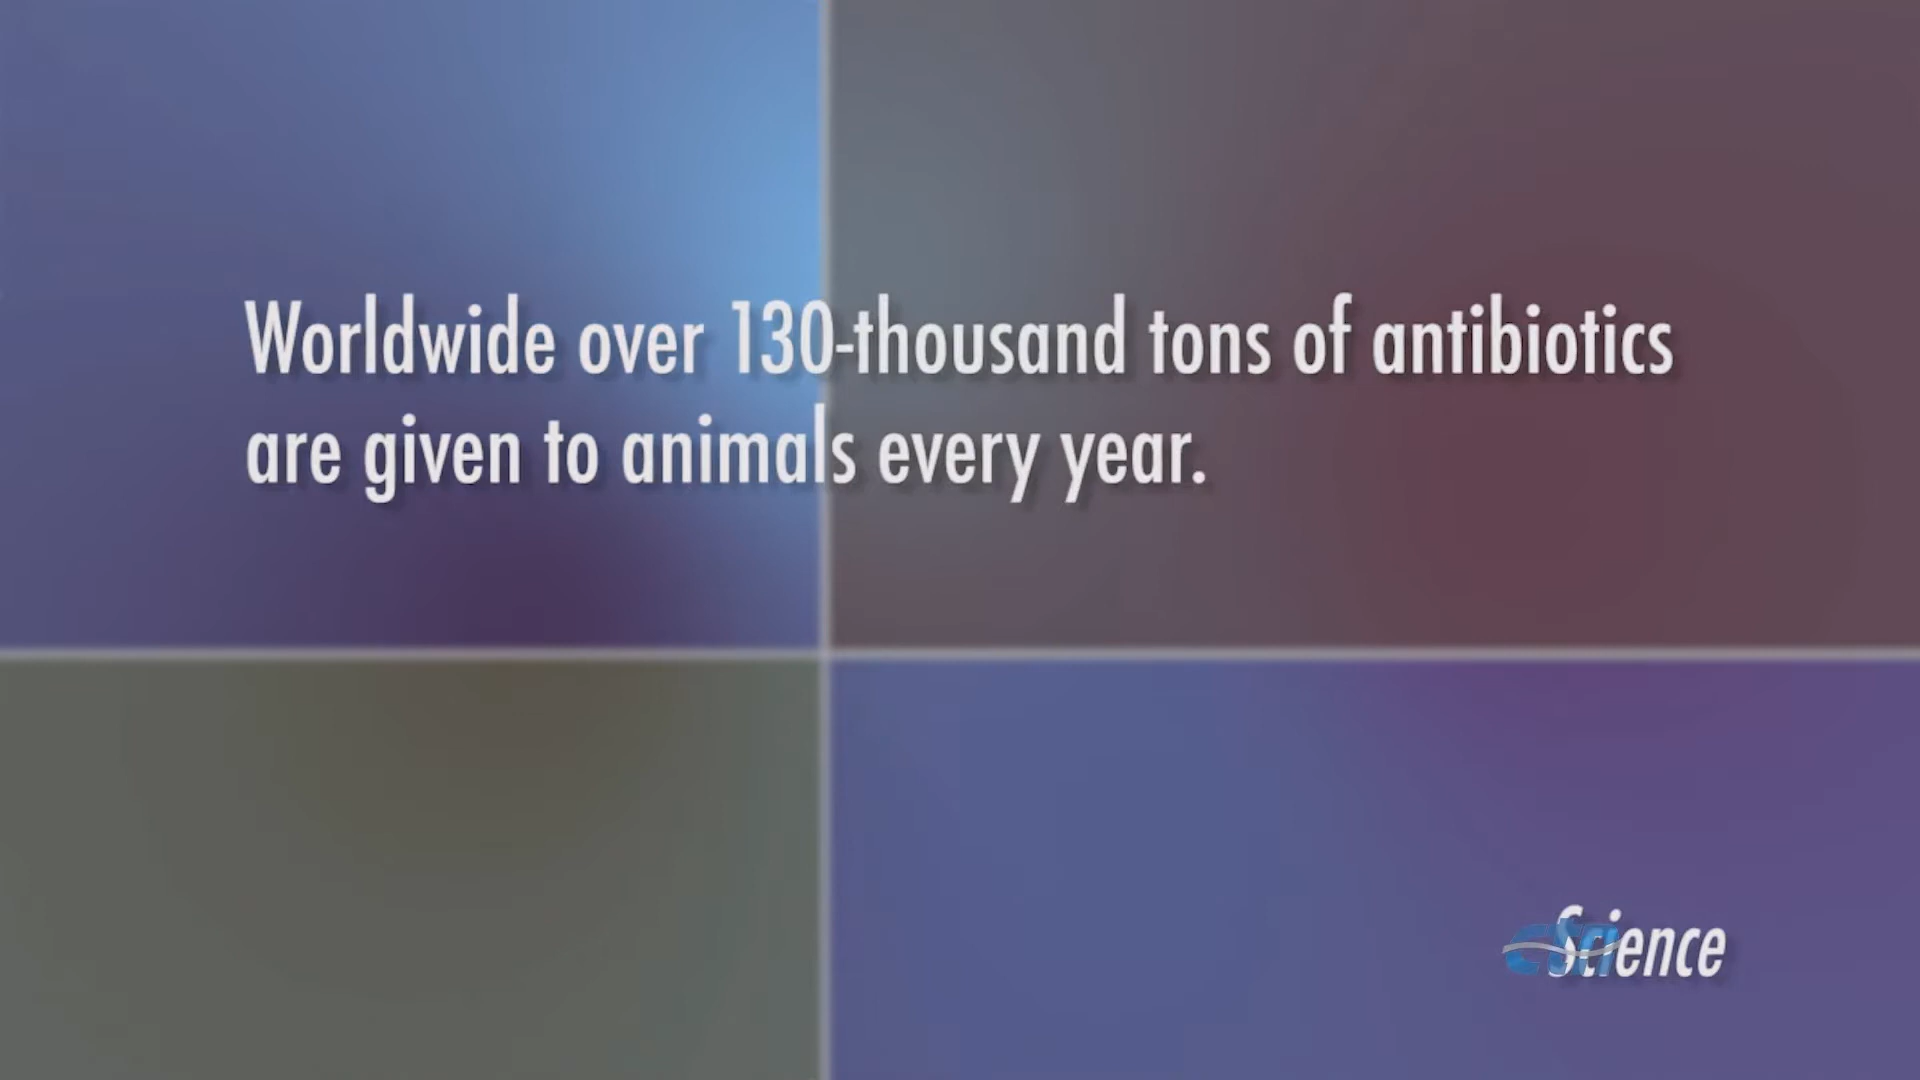 Worldwide over 130-thousand tons of antibiotics
are given to animals every year.
Science